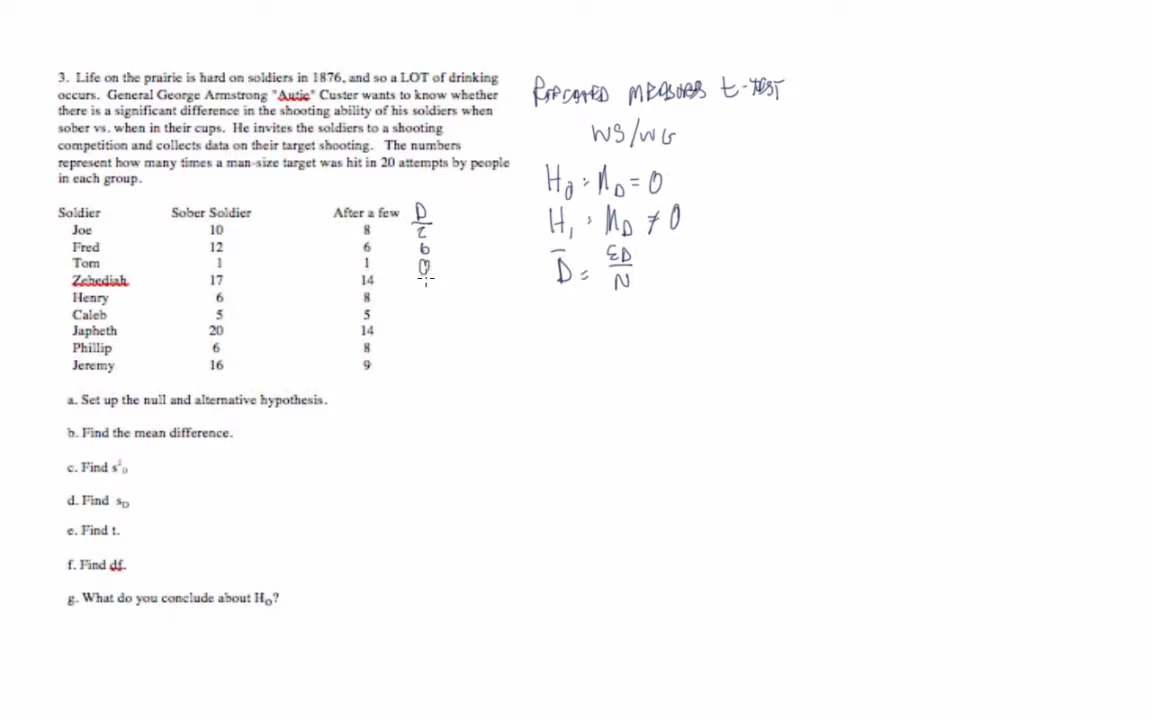 3. Life on the prairie is hard on soldiers in 1876, and so a LOT of drinking
occurs. General George Armstrong "Autie" Custer wants to know whether
there is a significant difference in the shooting ability of his soldiers when
sober vs. when in their cups. He invites the soldiers to a shooting
competition and collects data on their target shooting. The numbers
represent how many times a man-size target was hit in 20 attempts by people
in each group.
Soldier Sober Soldier After a few D
Joe 10 8 2
Fred 12 6 6
Tom 1 1 0
Zehediah 17 14
Henry 6 8
Caleb 5 5
Japheth 20 14
Phillip 6 8
Jeremy 16 9
a. Set up the null and alternative hypothesis.
b. Find the mean difference.
c. Find s²D
d. Find sD
e. Find t.
f. Find df.
g. What do you conclude about HO?
REPEATED MEASURES t-TEST
WS/WG
H0: μD = 0
H1: μD ≠ 0
D̄ = ΣD/N